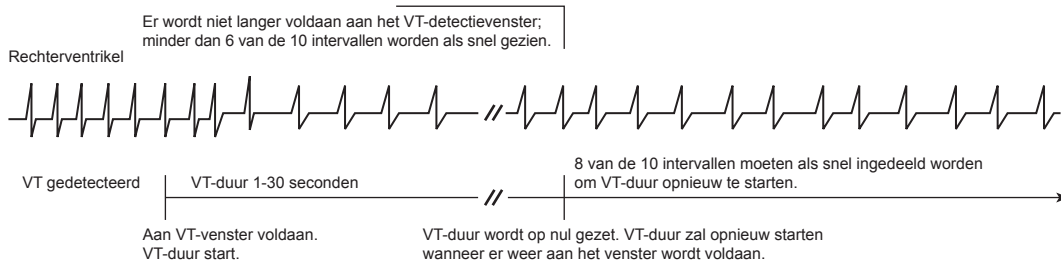 Er wordt niet langer voldaan aan het VT-detectievenster;
minder dan 6 van de 10 intervallen worden als snel gezien.
Rechterventrikel
VT gedetecteerd
VT-duur 1-30 seconden
8 van de 10 intervallen moeten als snel ingedeeld worden
om VT-duur opnieuw te starten.
Aan VT-venster voldaan.
VT-duur start.
VT-duur wordt op nul gezet. VT-duur zal opnieuw starten
wanneer er weer aan het venster wordt voldaan.